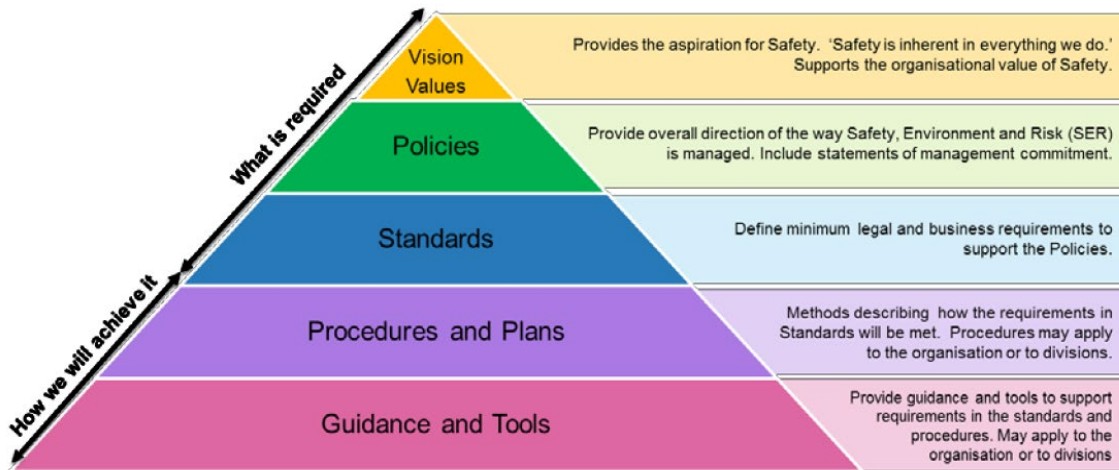 What is required
How we will achieve it
Vision
Values
Provides the aspiration for Safety.  ‘Safety is inherent in everything we do.’
Supports the organisational value of Safety.
Policies
Provide overall direction of the way Safety, Environment and Risk (SER)
is managed. Include statements of management commitment.
Standards
Define minimum legal and business requirements to
support the Policies.
Procedures and Plans
Methods describing how the requirements in
Standards will be met.  Procedures may apply
to the organisation or to divisions.
Guidance and Tools
Provide guidance and tools to support
requirements in the standards and
procedures. May apply to the
organisation or to divisions